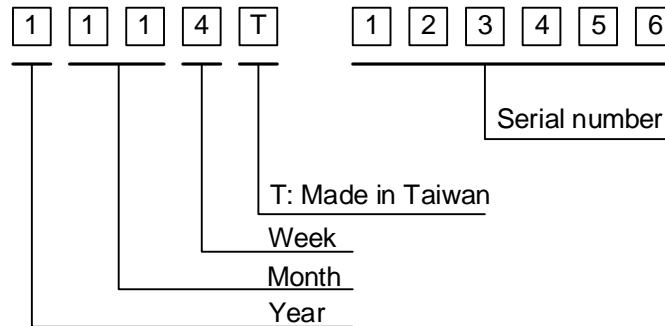 1 1 1 4 T 1 2 3 4 5 6
Serial number
T: Made in Taiwan
Week
Month
Year